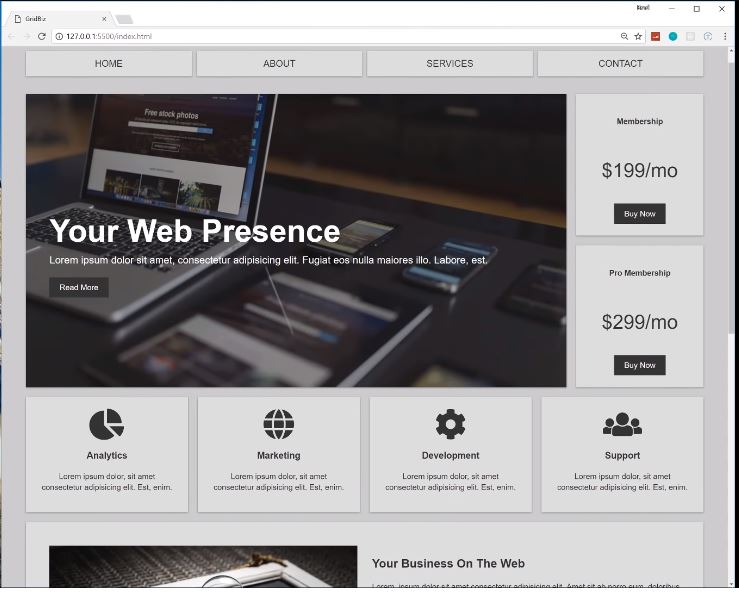 GridBiz
127.0.0.1:5500/index.html
HOME
ABOUT
SERVICES
CONTACT
Free stock photos
Your Web Presence
Lorem ipsum dolor sit amet, consectetur adipisicing elit. Fugiat eos nulla maiores illo. Labore, est.
Read More
Membership
$199/mo
Buy Now
Pro Membership
$299/mo
Buy Now
Analytics
Lorem ipsum dolor, sit amet
consectetur adipisicing elit. Est, enim.
Marketing
Lorem ipsum dolor, sit amet
consectetur adipisicing elit. Est, enim.
Development
Lorem ipsum dolor, sit amet
consectetur adipisicing elit. Est, enim.
Support
Lorem ipsum dolor, sit amet
consectetur adipisicing elit. Est, enim.
Your Business On The Web